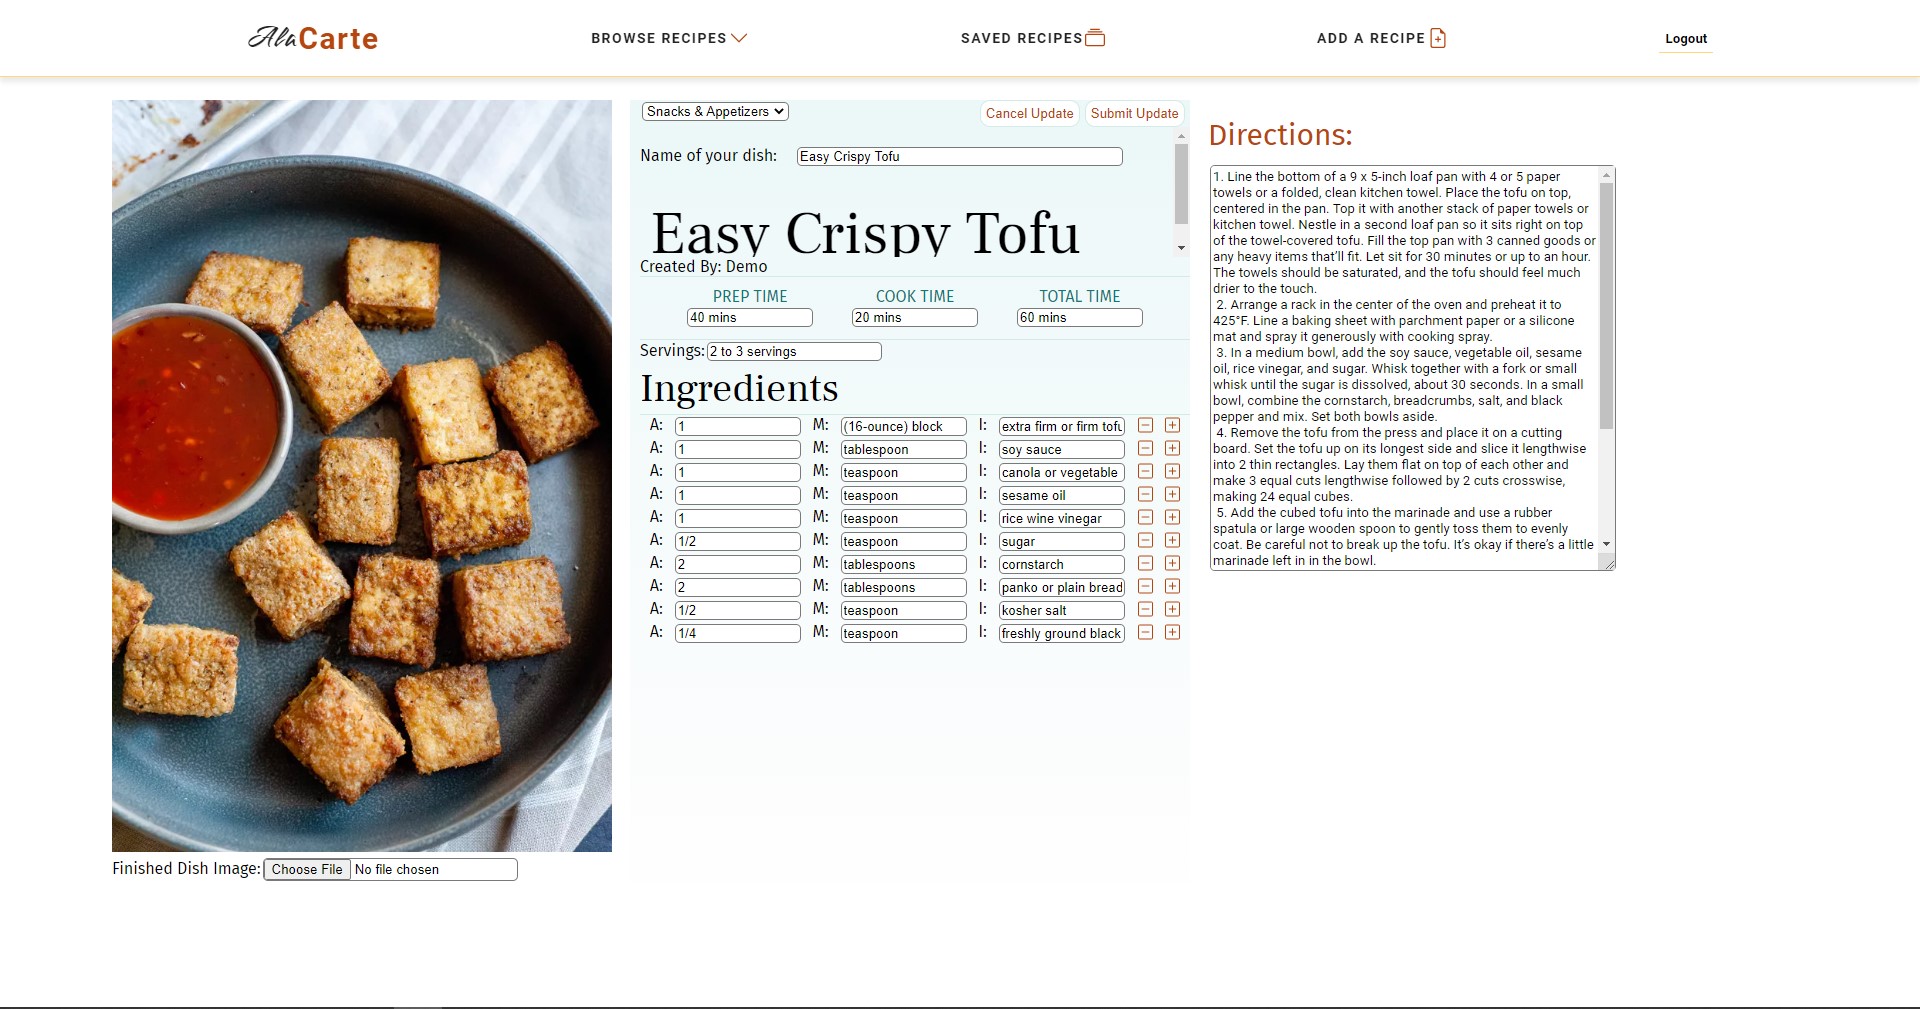 AlaCarte
BROWSE RECIPES
SAVED RECIPES
ADD A RECIPE
Logout
Snacks & Appetizers
Cancel Update
Submit Update
Name of your dish:
Easy Crispy Tofu
Easy Crispy Tofu
Created By: Demo
PREP TIME
COOK TIME
TOTAL TIME
40 mins
20 mins
60 mins
Servings: 2 to 3 servings
Ingredients
A: 1 M: (16-ounce) block I: extra firm or firm tofu
A: 1 M: tablespoon I: soy sauce
A: 1 M: teaspoon I: canola or vegetable
A: 1 M: teaspoon I: sesame oil
A: 1 M: teaspoon I: rice wine vinegar
A: 1/2 M: teaspoon I: sugar
A: 2 M: tablespoons I: cornstarch
A: 2 M: tablespoons I: panko or plain bread
A: 1/2 M: teaspoon I: kosher salt
A: 1/4 M: teaspoon I: freshly ground black
Directions:
1. Line the bottom of a 9 x 5-inch loaf pan with 4 or 5 paper
towels or a folded, clean kitchen towel. Place the tofu on top,
centered in the pan. Top it with another stack of paper towels or
kitchen towel. Nestle in a second loaf pan so it sits right on top
of the towel-covered tofu. Fill the top pan with 3 canned goods or
any heavy items that’ll fit. Let sit for 30 minutes or up to an hour.
The towels should be saturated, and the tofu should feel much
drier to the touch.
2. Arrange a rack in the center of the oven and preheat it to
425°F. Line a baking sheet with parchment paper or a silicone
mat and spray it generously with cooking spray.
3. In a medium bowl, add the soy sauce, vegetable oil, sesame
oil, rice vinegar, and sugar. Whisk together with a fork or small
whisk until the sugar is dissolved, about 30 seconds. In a small
bowl, combine the cornstarch, breadcrumbs, salt, and black
pepper and mix. Set both bowls aside.
4. Remove the tofu from the press and place it on a cutting
board. Set the tofu up on its longest side and slice it lengthwise
into 2 thin rectangles. Lay them flat on top of each other and
make 3 equal cuts lengthwise followed by 2 cuts crosswise,
making 24 equal cubes.
5. Add the cubed tofu into the marinade and use a rubber
spatula or large wooden spoon to gently toss them to evenly
coat. Be careful not to break up the tofu. It’s okay if there’s a little
marinade left in in the bowl.
Finished Dish Image: Choose File No file chosen